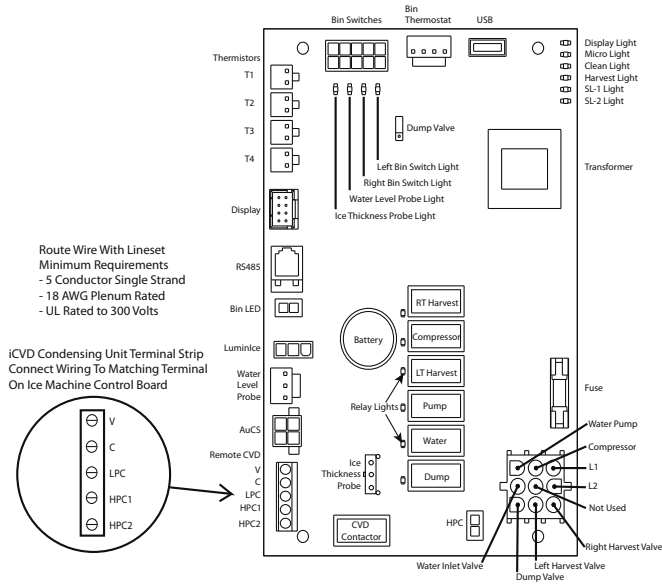 Bin Switches
Bin
Thermostat
USB
Display Light
Micro Light
Clean Light
Harvest Light
SL-1 Light
SL-2 Light
Thermistors
T1
T2
T3
T4
Dump Valve
Left Bin Switch Light
Right Bin Switch Light
Water Level Probe Light
Ice Thickness Probe Light
Transformer
Display
Route Wire With Lineset
Minimum Requirements
- 5 Conductor Single Strand
- 18 AWG Plenum Rated
- UL Rated to 300 Volts
RS485
Bin LED
RT Harvest
Battery
Compressor
LuminIce
iCVD Condensing Unit Terminal Strip
Connect Wiring To Matching Terminal
On Ice Machine Control Board
LT Harvest
Water
Level
Probe
Relay Lights
Pump
Fuse
AuCS
Water
Remote CVD
V
C
LPC
HPC1
HPC2
V
C
LPC
HPC1
HPC2
Ice
Thickness
Probe
Dump
CVD
Contactor
HPC
Water Pump
Compressor
L1
L2
Not Used
Right Harvest Valve
Left Harvest Valve
Water Inlet Valve
Dump Valve